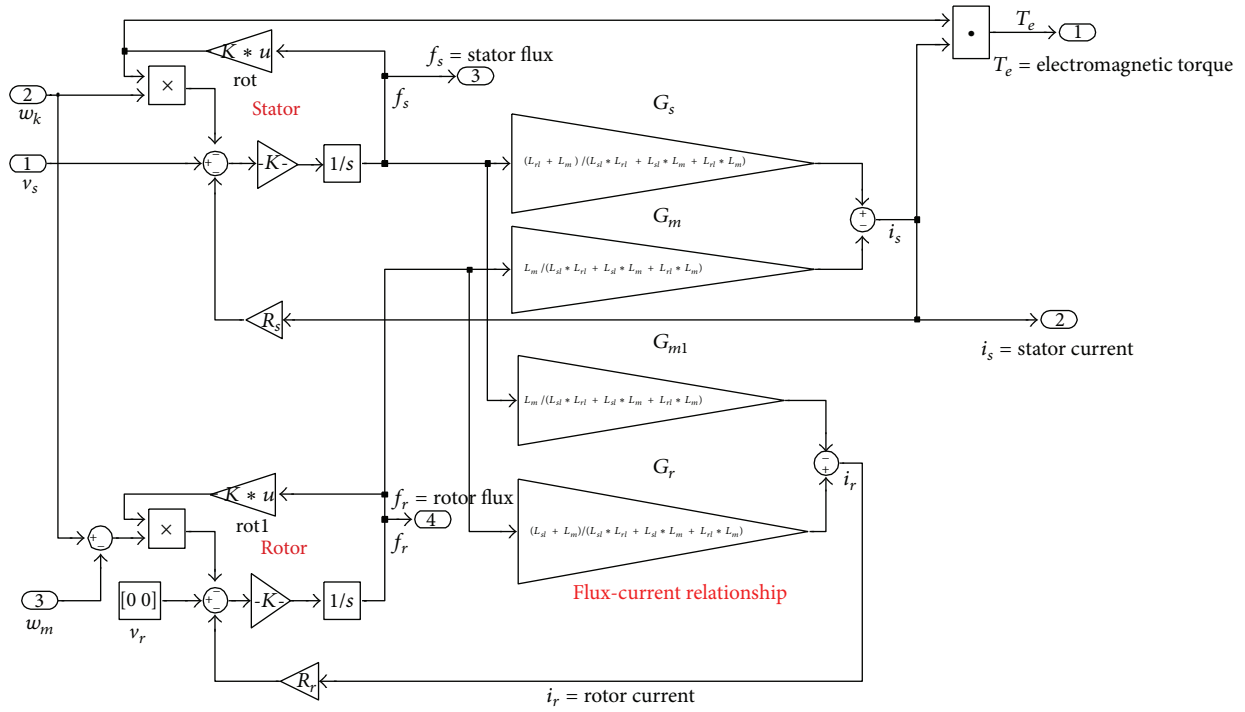 K * u
rot
f_s = stator flux
3
f_s
T_e
1
T_e = electromagnetic torque
2
w_k
×
Stator
G_s
1
v_s
+
−
−
-K-
1/s
(L_rl + L_m)/(L_sl * L_rl + L_sl * L_m + L_rl * L_m)
G_m
+
−
i_s
L_m/(L_sl * L_rl + L_sl * L_m + L_rl * L_m)
R_s
2
i_s = stator current
G_m1
L_m/(L_sl * L_rl + L_sl * L_m + L_rl * L_m)
G_r
−
+
i_r
K * u
rot1
f_r = rotor flux
4
f_r
×
+
−
Rotor
(L_sl + L_m)/(L_sl * L_rl + L_sl * L_m + L_rl * L_m)
Flux-current relationship
3
w_m
[0 0]
v_r
+
−
−
-K-
1/s
R_r
i_r = rotor current